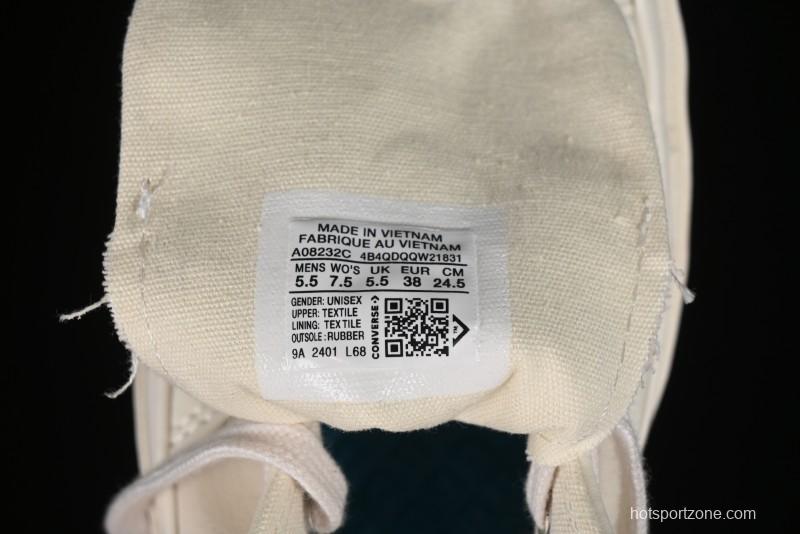 MADE IN VIETNAM
FABRIQUE AU VIETNAM
A08232C 4B4QDQQW21831
MENS WO'S UK EUR CM
5.5 7.5 5.5 38 24.5
GENDER: UNISEX
UPPER: TEXTILE
LINING: TEXTILE
OUTSOLE: RUBBER
9A 2401 L68
CONVERSE
TM
hotsportzone.com